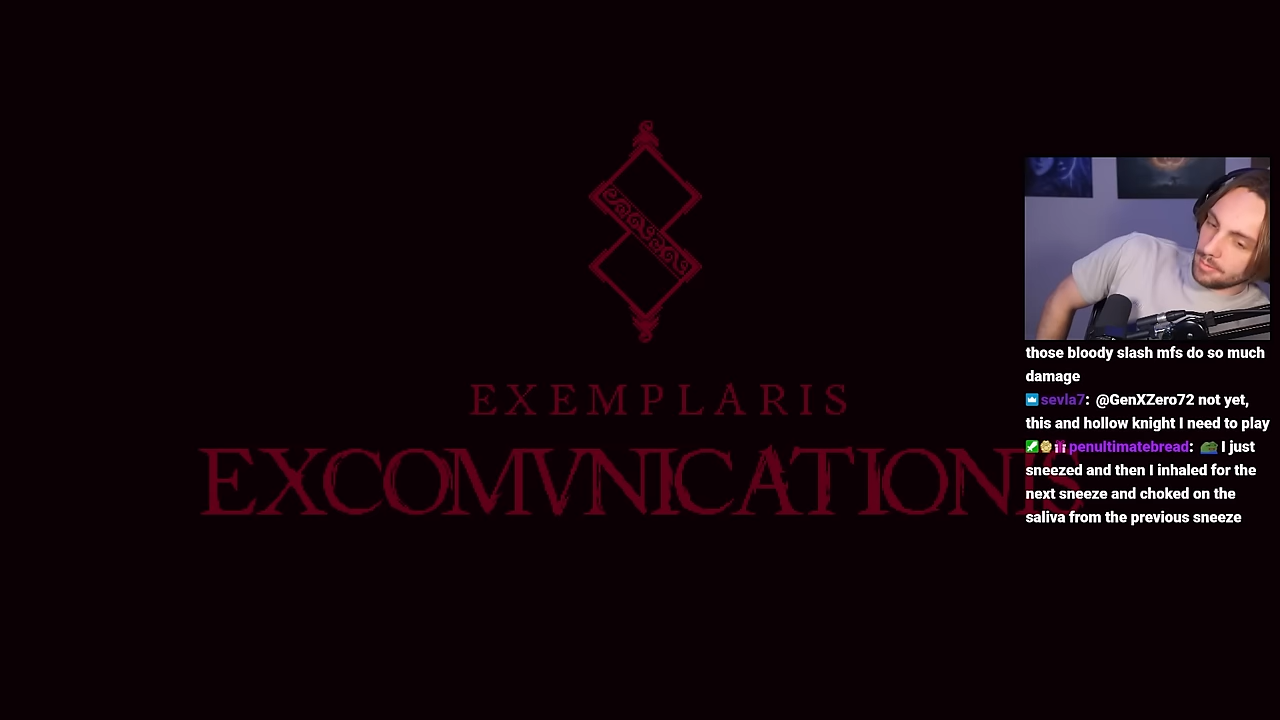 EXEMPLARIS
EXCOMVNICATIONIS
those bloody slash mfs do so much
damage
sevla7: @GenXZero72 not yet,
this and hollow knight I need to play
penultimatebread: I just
sneezed and then I inhaled for the
next sneeze and choked on the
saliva from the previous sneeze